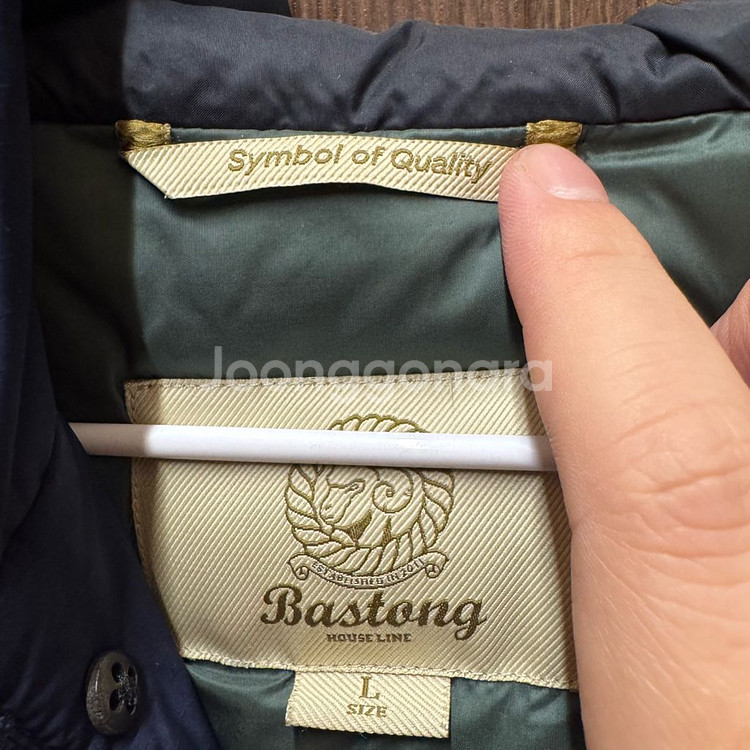 Symbol of Quality
Joonggonara
ESTABLISHED IN 2011
Bastong
HOUSE LINE
L
SIZE